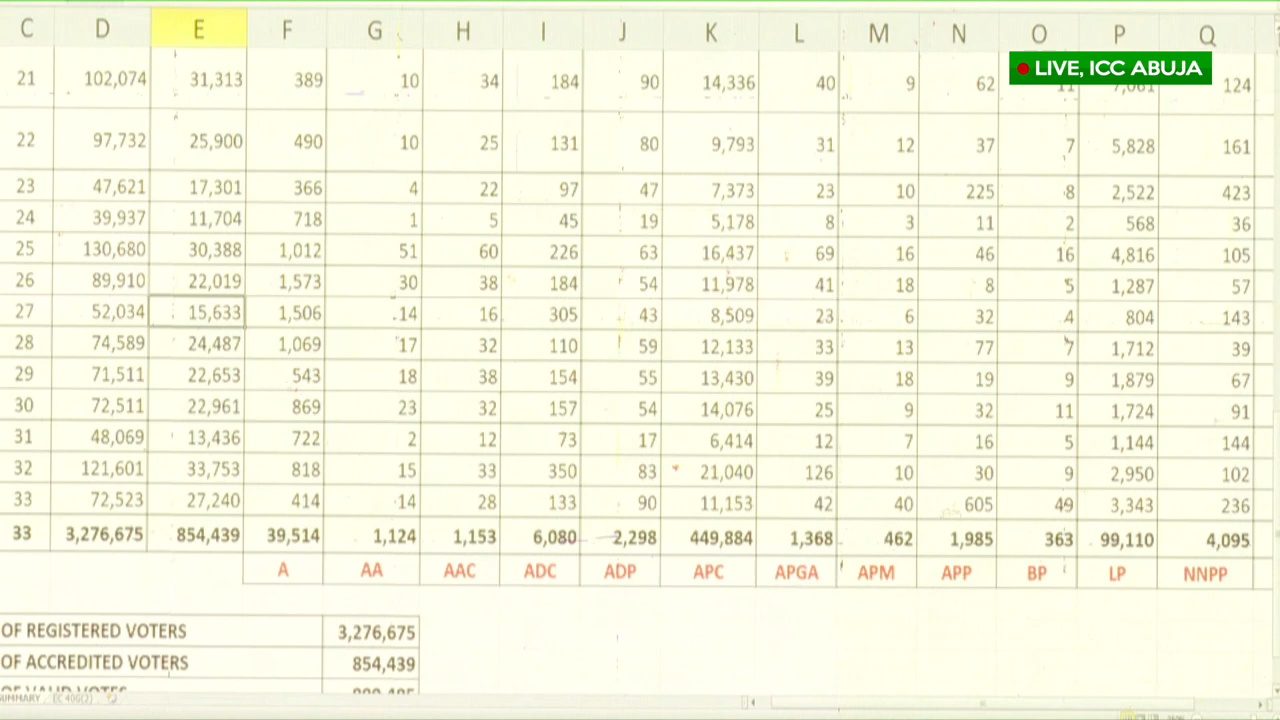 C D E F G H I J K L M N O P Q
LIVE, ICC ABUJA
21 102,074 31,313 389 10 34 184 90 14,336 40 9 62 11 7,061 124
22 97,732 25,900 490 10 25 131 80 9,793 31 12 37 7 5,828 161
23 47,621 17,301 366 4 22 97 47 7,373 23 10 225 8 2,522 423
24 39,937 11,704 718 1 5 45 19 5,178 8 3 11 2 568 36
25 130,680 30,388 1,012 51 60 226 63 16,437 69 16 46 16 4,816 105
26 89,910 22,019 1,573 30 38 184 54 11,978 41 18 8 5 1,287 57
27 52,034 15,633 1,506 14 16 305 43 8,509 23 6 32 4 804 143
28 74,589 24,487 1,069 17 32 110 59 12,133 33 13 77 7 1,712 39
29 71,511 22,653 543 18 38 154 55 13,430 39 18 19 9 1,879 67
30 72,511 22,961 869 23 32 157 54 14,076 25 9 32 11 1,724 91
31 48,069 13,436 722 2 12 73 17 6,414 12 7 16 5 1,144 144
32 121,601 33,753 818 15 33 350 83 21,040 126 10 30 9 2,950 102
33 72,523 27,240 414 14 28 133 90 11,153 42 40 605 49 3,343 236
33 3,276,675 854,439 39,514 1,124 1,153 6,080 2,298 449,884 1,368 462 1,985 363 99,110 4,095
A AA AAC ADC ADP APC APGA APM APP BP LP NNPP
OF REGISTERED VOTERS 3,276,675
OF ACCREDITED VOTERS 854,439
OF VALID VOTES
SUMMARY EC 40G(2)